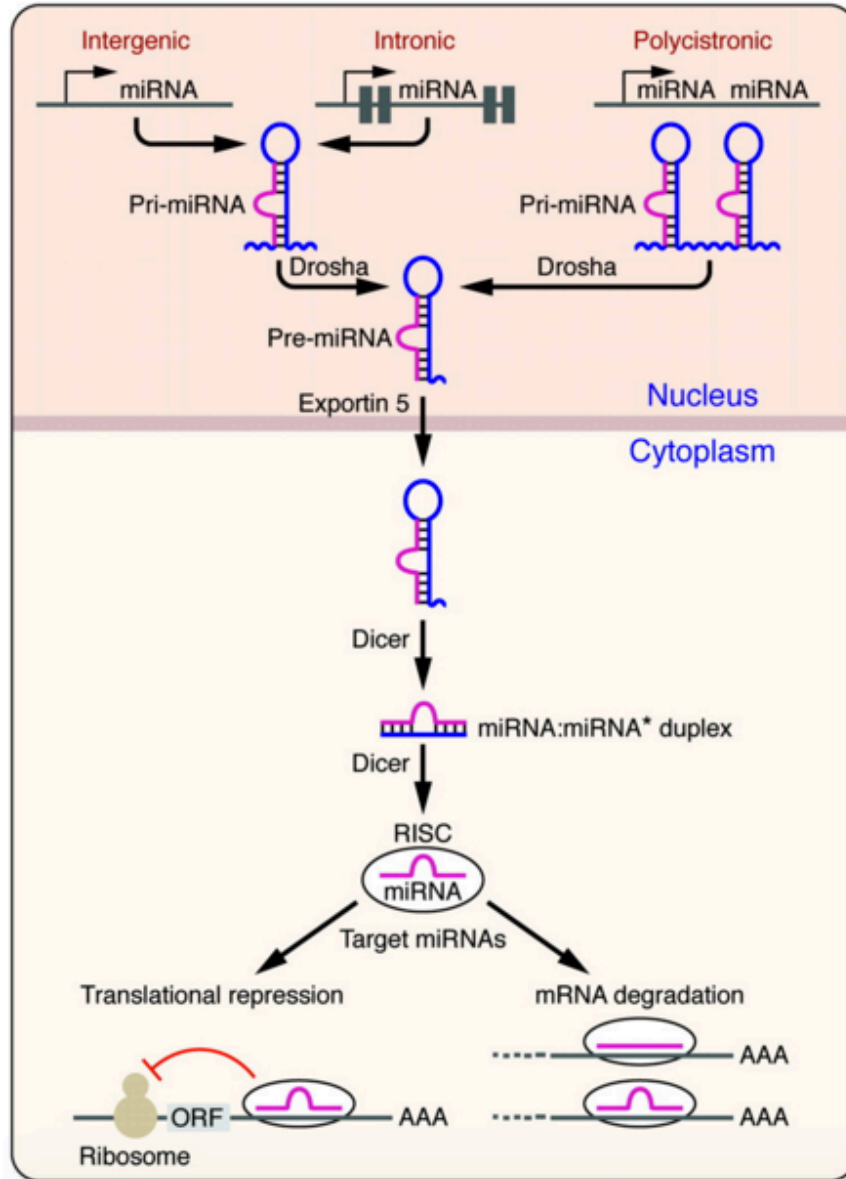 Intergenic Intronic Polycistronic
miRNA miRNA miRNA miRNA
Pri-miRNA Pri-miRNA
Drosha Drosha
Pre-miRNA
Exportin 5 Nucleus
Cytoplasm
Dicer
miRNA:miRNA* duplex
Dicer
RISC
miRNA
Target miRNAs
Translational repression mRNA degradation
AAA
ORF AAA AAA
Ribosome